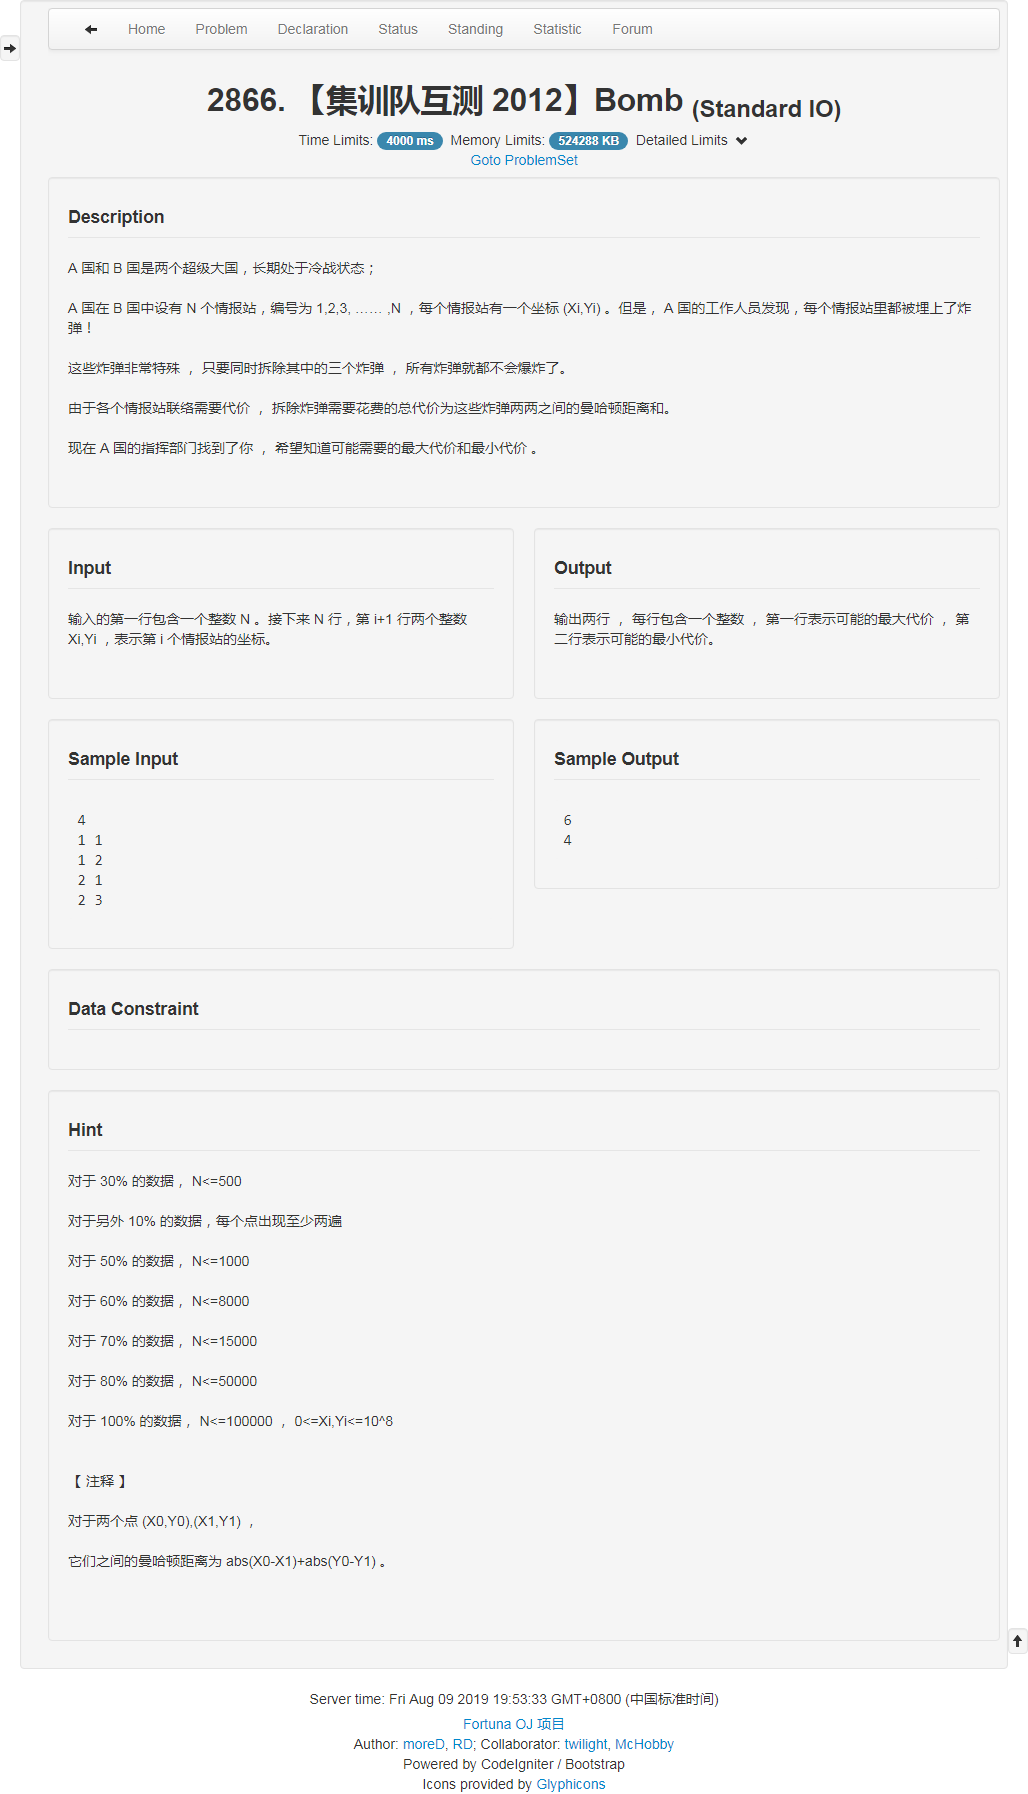 Home Problem Declaration Status Standing Statistic Forum
2866. 【集训队互测 2012】Bomb (Standard IO)
Time Limits: 4000 ms Memory Limits: 524288 KB Detailed Limits
Goto ProblemSet
Description
A 国和 B 国是两个超级大国，长期处于冷战状态；
A 国在 B 国中设有 N 个情报站，编号为 1,2,3, …… ,N ，每个情报站有一个坐标 (Xi,Yi) 。但是， A 国的工作人员发现，每个情报站里都被埋上了炸
弹！
这些炸弹非常特殊 ， 只要同时拆除其中的三个炸弹 ， 所有炸弹就都不会爆炸了。
由于各个情报站联络需要代价 ， 拆除炸弹需要花费的总代价为这些炸弹两两之间的曼哈顿距离和。
现在 A 国的指挥部门找到了你 ， 希望知道可能需要的最大代价和最小代价 。
Input
输入的第一行包含一个整数 N 。接下来 N 行，第 i+1 行两个整数
Xi,Yi ，表示第 i 个情报站的坐标。
Output
输出两行 ， 每行包含一个整数 ， 第一行表示可能的最大代价 ， 第
二行表示可能的最小代价。
Sample Input
4
1 1
1 2
2 1
2 3
Sample Output
6
4
Data Constraint
Hint
对于 30% 的数据， N<=500
对于另外 10% 的数据，每个点出现至少两遍
对于 50% 的数据， N<=1000
对于 60% 的数据， N<=8000
对于 70% 的数据， N<=15000
对于 80% 的数据， N<=50000
对于 100% 的数据， N<=100000 ， 0<=Xi,Yi<=10^8
【 注释 】
对于两个点 (X0,Y0),(X1,Y1) ，
它们之间的曼哈顿距离为 abs(X0-X1)+abs(Y0-Y1) 。
Server time: Fri Aug 09 2019 19:53:33 GMT+0800 (中国标准时间)
Fortuna OJ 项目
Author: moreD, RD; Collaborator: twilight, McHobby
Powered by CodeIgniter / Bootstrap
Icons provided by Glyphicons